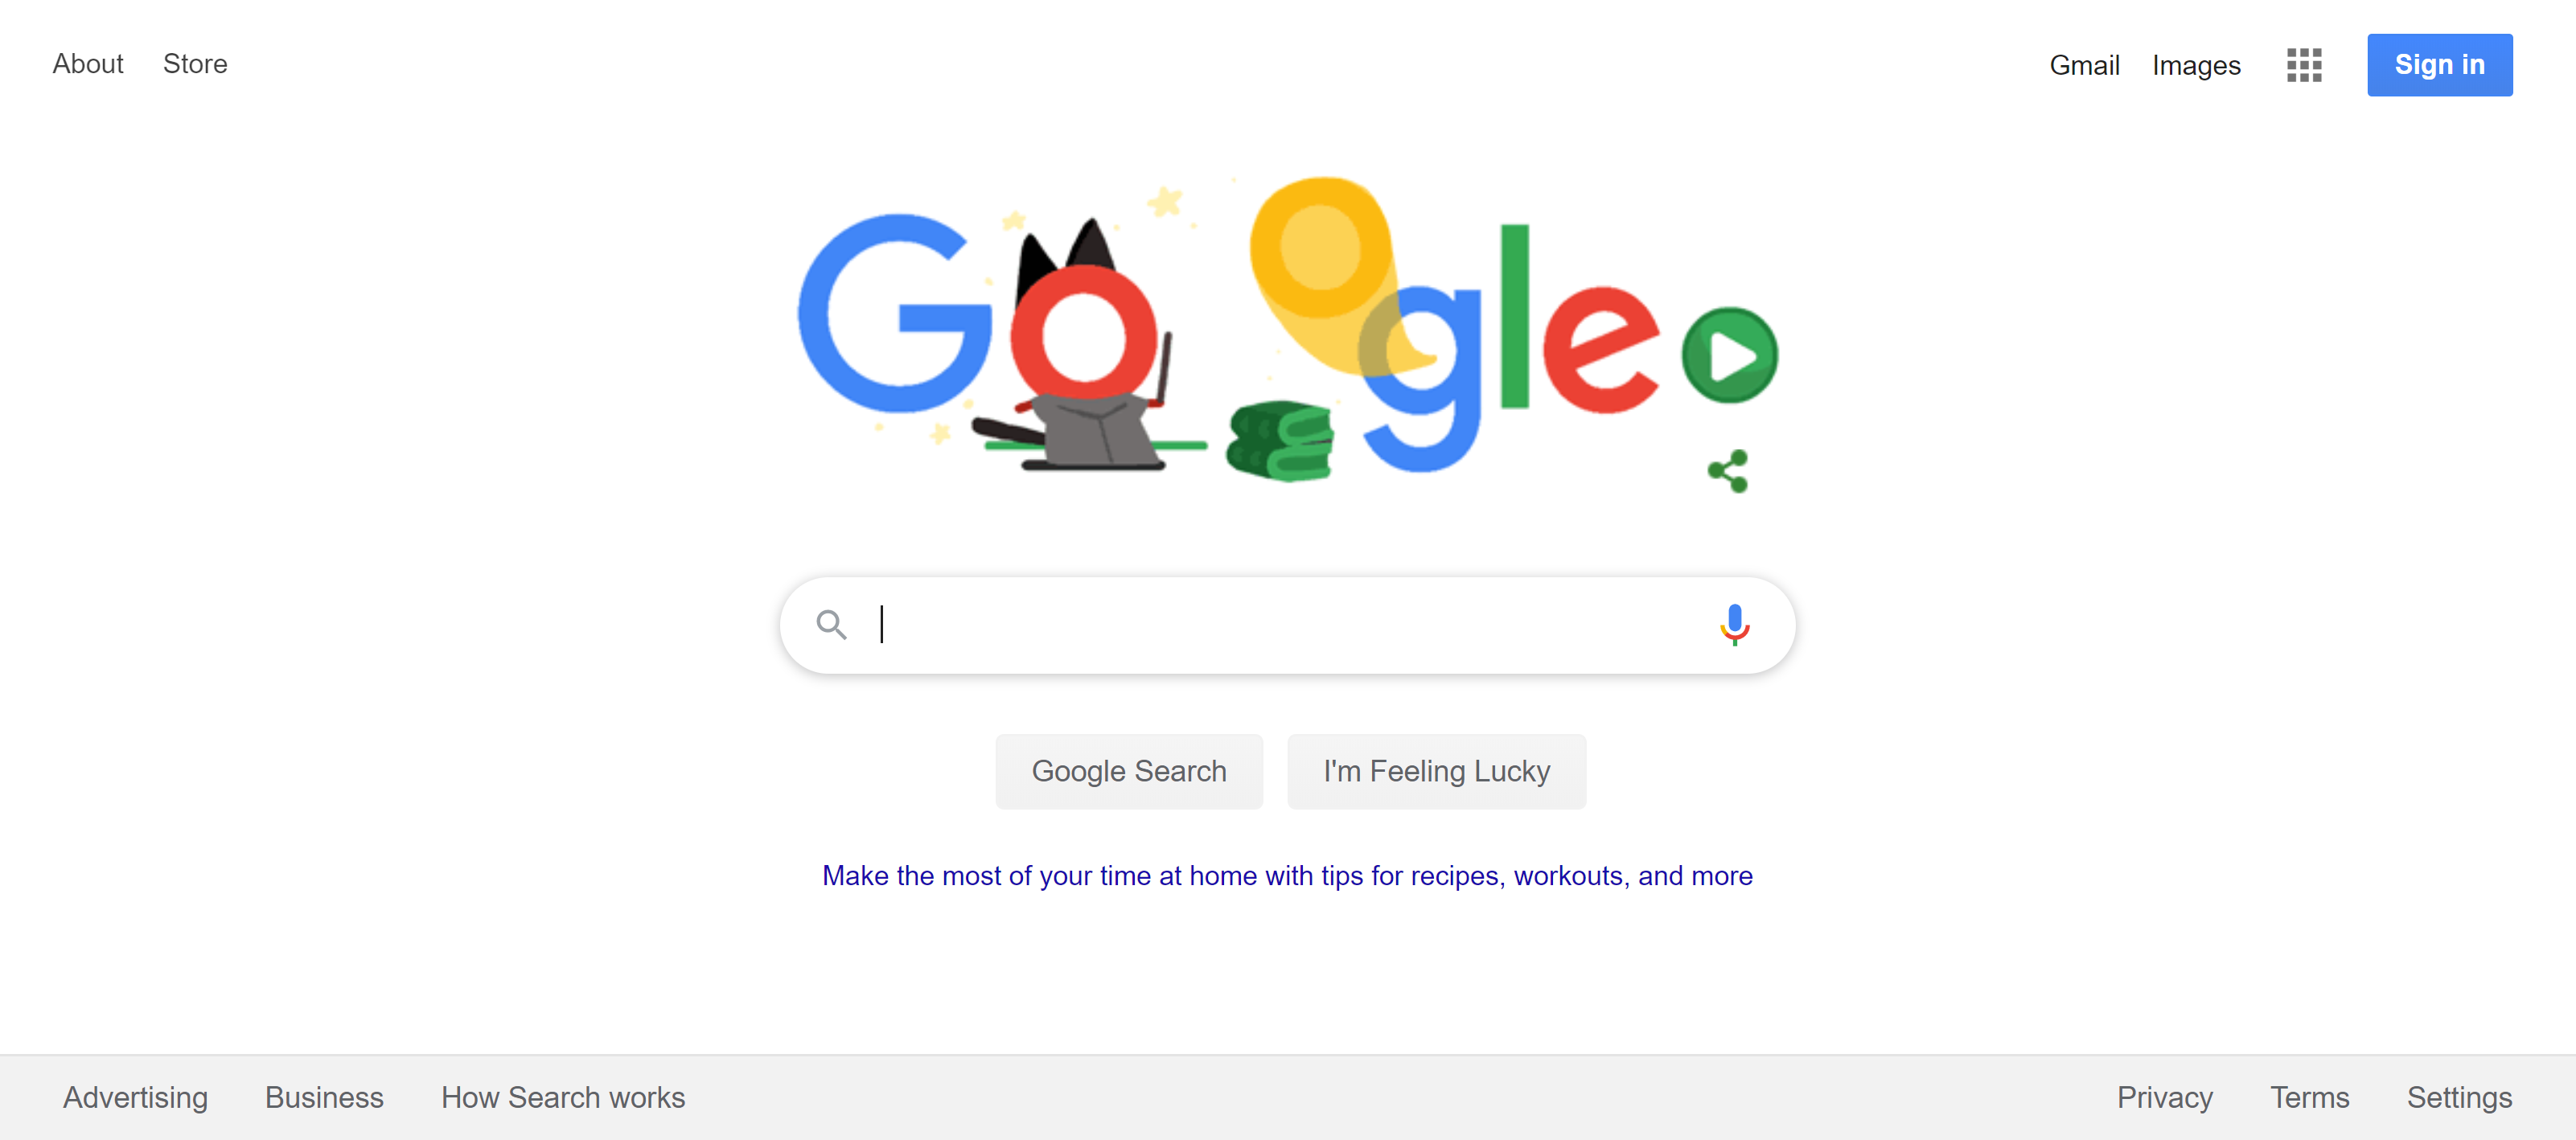 About Store
Gmail Images Sign in
Google
Google Search I'm Feeling Lucky
Make the most of your time at home with tips for recipes, workouts, and more
Advertising Business How Search works
Privacy Terms Settings